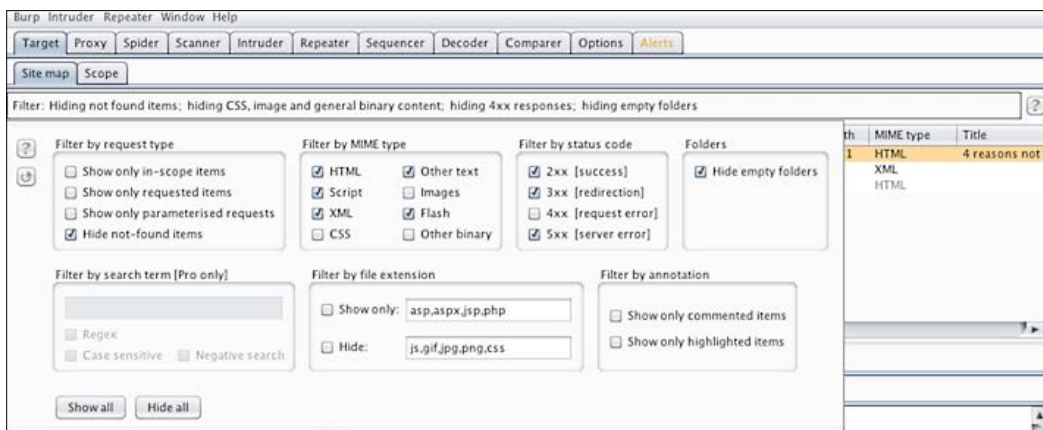 Burp Intruder Repeater Window Help
Target Proxy Spider Scanner Intruder Repeater Sequencer Decoder Comparer Options Alerts
Site map Scope
Filter: Hiding not found items; hiding CSS, image and general binary content; hiding 4xx responses; hiding empty folders ?
th MIME type Title
1 HTML 4 reasons not
XML
HTML
?
Filter by request type
Show only in-scope items
Show only requested items
Show only parameterised requests
Hide not-found items
Filter by MIME type
HTML Other text
Script Images
XML Flash
CSS Other binary
Filter by status code
2xx [success]
3xx [redirection]
4xx [request error]
5xx [server error]
Folders
Hide empty folders
Filter by search term [Pro only]
Regex
Case sensitive Negative search
Filter by file extension
Show only: asp,aspx,jsp,php
Hide: js,gif,jpg,png,css
Filter by annotation
Show only commented items
Show only highlighted items
Show all Hide all